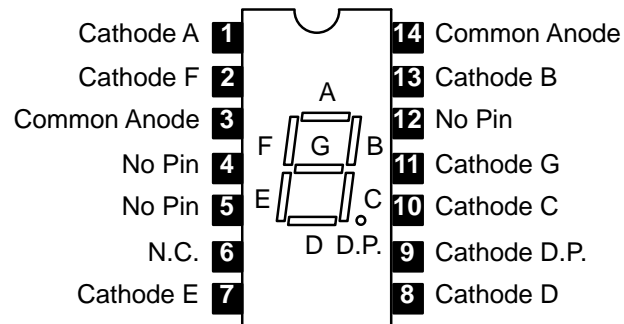 Cathode A 1 14 Common Anode
Cathode F 2 13 Cathode B
A
Common Anode 3 12 No Pin
F G B
No Pin 4 11 Cathode G
No Pin 5 E C 10 Cathode C
N.C. 6 D D.P. 9 Cathode D.P.
Cathode E 7 8 Cathode D